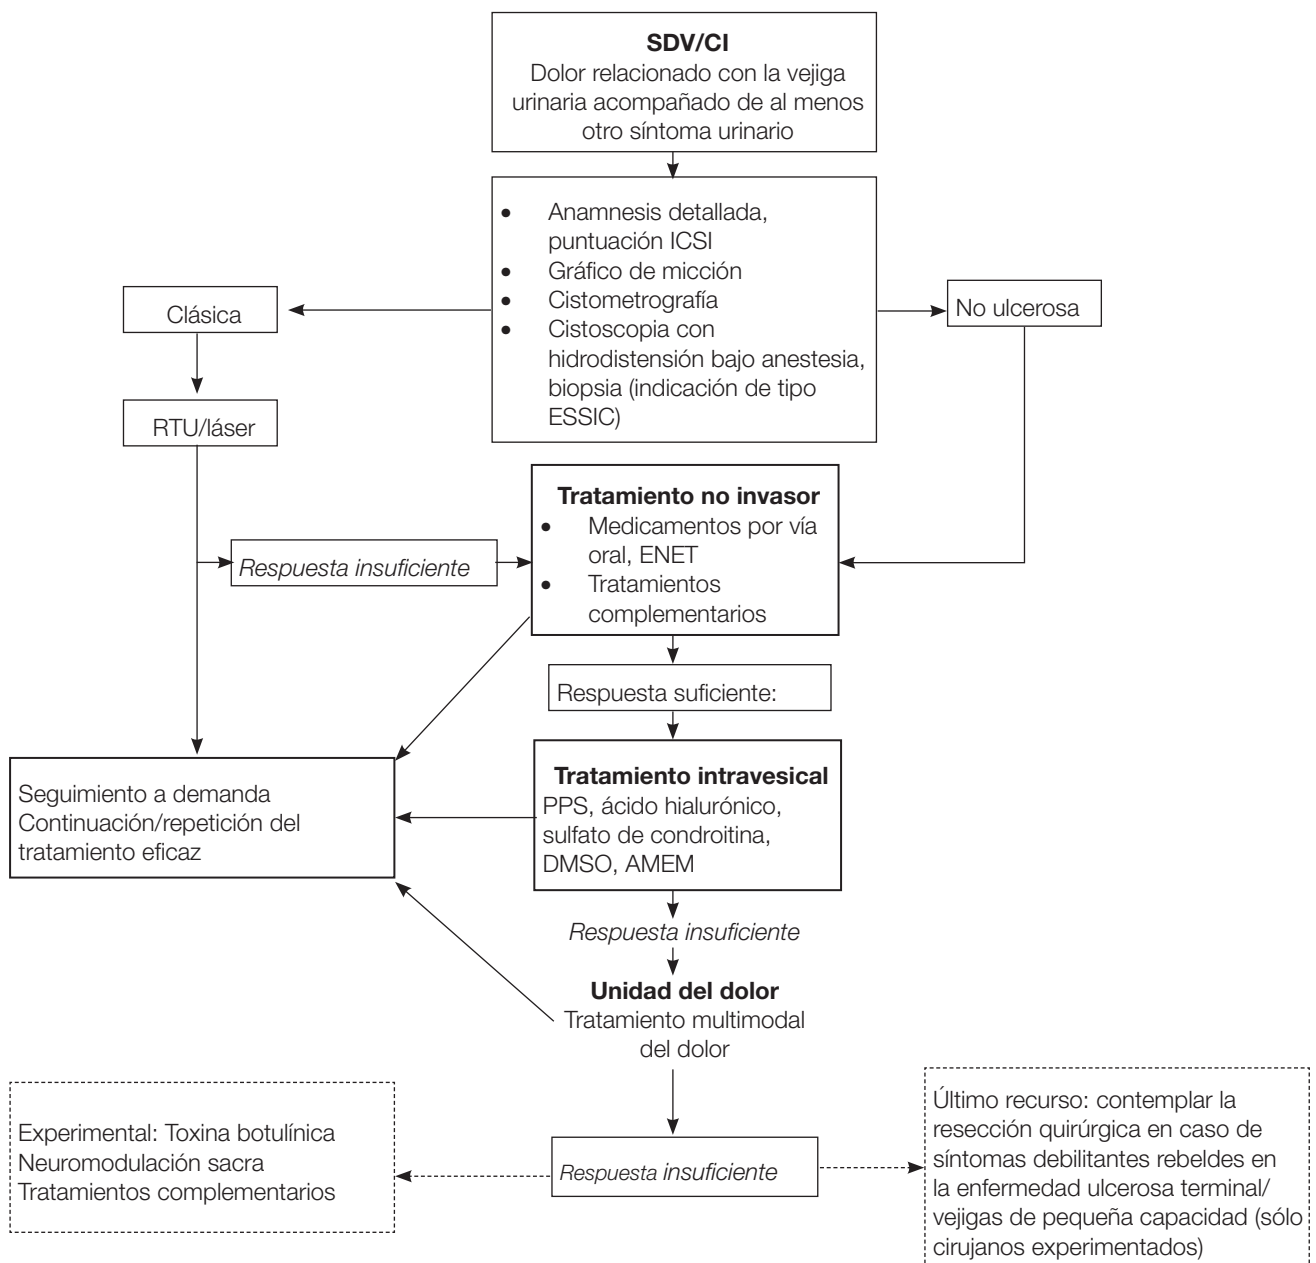 SDV/CI
Dolor relacionado con la vejiga
urinaria acompañado de al menos
otro síntoma urinario
• Anamnesis detallada,
puntuación ICSI
• Gráfico de micción
• Cistometrografía
• Cistoscopia con
hidrodistensión bajo anestesia,
biopsia (indicación de tipo
ESSIC)
Clásica
No ulcerosa
RTU/láser
Tratamiento no invasor
• Medicamentos por vía
oral, ENET
• Tratamientos
complementarios
Respuesta insuficiente
Respuesta suficiente:
Tratamiento intravesical
PPS, ácido hialurónico,
sulfato de condroitina,
DMSO, AMEM
Seguimiento a demanda
Continuación/repetición del
tratamiento eficaz
Respuesta insuficiente
Unidad del dolor
Tratamiento multimodal
del dolor
Experimental: Toxina botulínica
Neuromodulación sacra
Tratamientos complementarios
Respuesta insuficiente
Último recurso: contemplar la
resección quirúrgica en caso de
síntomas debilitantes rebeldes en
la enfermedad ulcerosa terminal/
vejigas de pequeña capacidad (sólo
cirujanos experimentados)